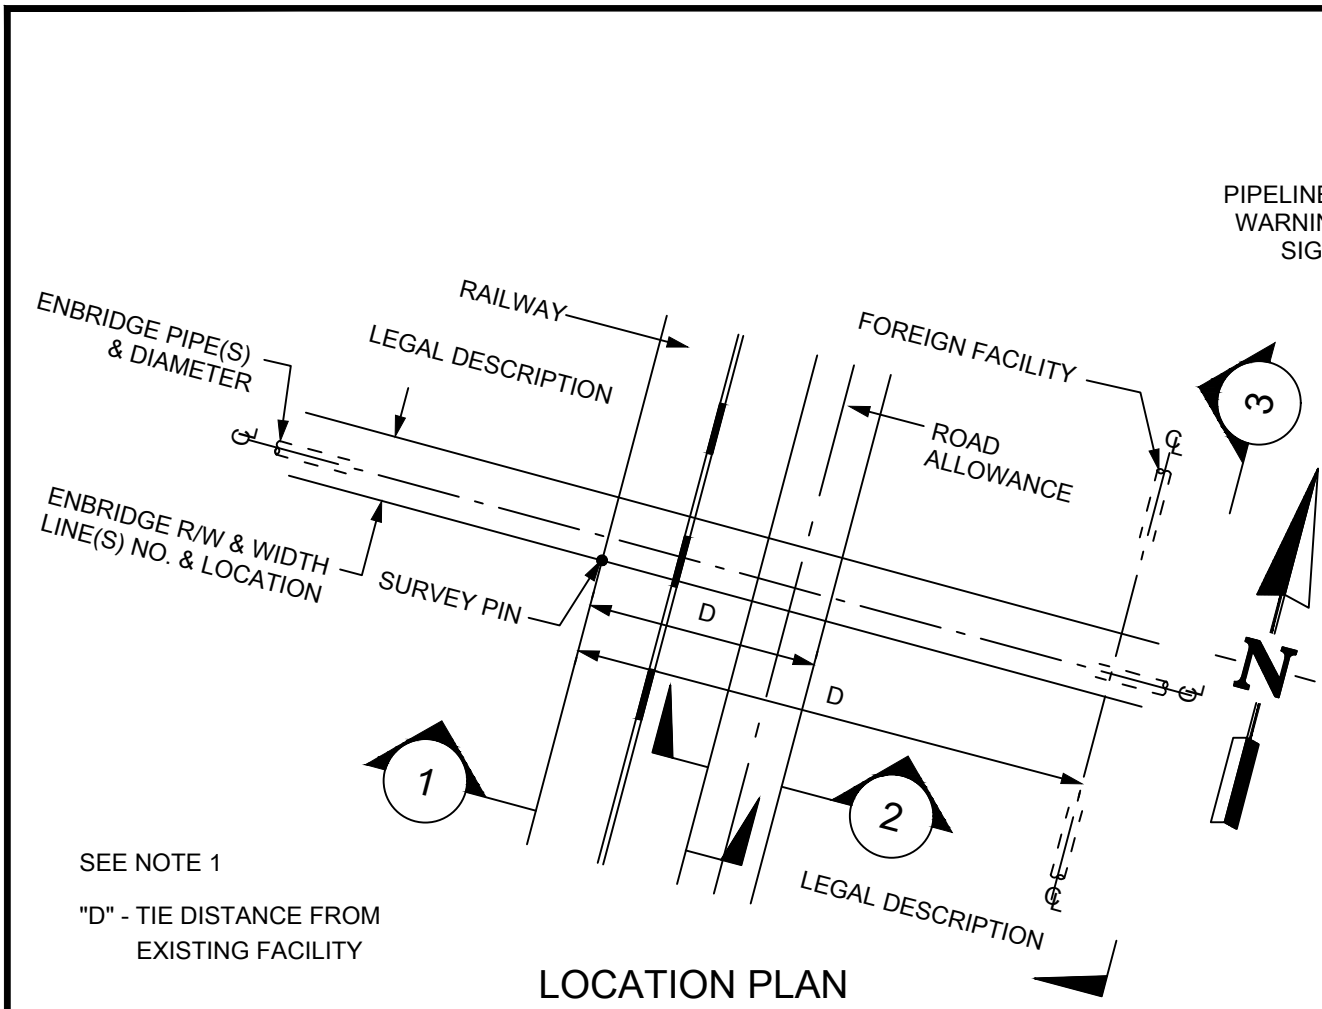 PIPELINE
WARNIN
SIG
RAILWAY
ENBRIDGE PIPE(S)
& DIAMETER
LEGAL DESCRIPTION
FOREIGN FACILITY
3
ROAD
ALLOWANCE
℄
℄
ENBRIDGE R/W & WIDTH
LINE(S) NO. & LOCATION
SURVEY PIN
D
D
N
℄
1
2
℄
LEGAL DESCRIPTION
SEE NOTE 1
"D" - TIE DISTANCE FROM
EXISTING FACILITY
LOCATION PLAN